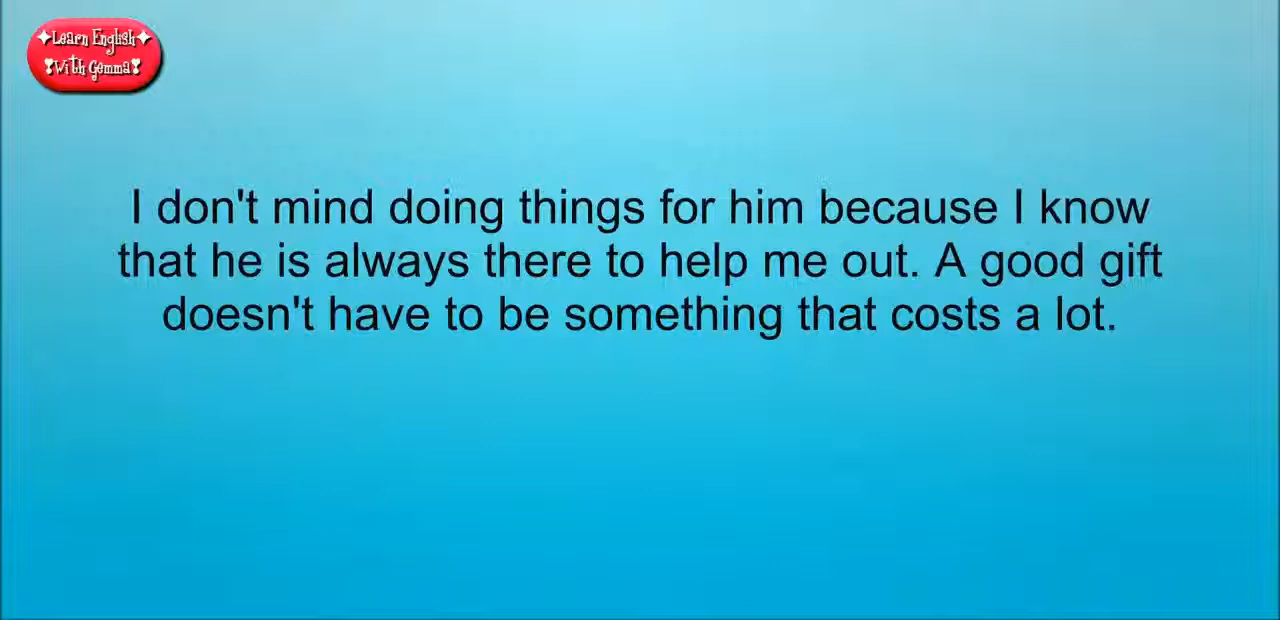 ✦Learn English✦
❣With Gemma❣
I don't mind doing things for him because I know
that he is always there to help me out. A good gift
doesn't have to be something that costs a lot.